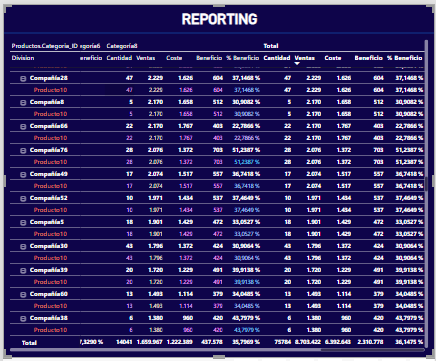 REPORTING
Productos.Categoria_ID egoría6 Categoría8 Total
Division eneficio Cantidad Ventas Coste Beneficio % Beneficio Cantidad Ventas Coste Beneficio % Beneficio
Compañía28 47 2.229 1.626 604 37,1468 % 47 2.229 1.626 604 37,1468 %
Producto10 47 2.229 1.626 604 37,1468 % 47 2.229 1.626 604 37,1468 %
Compañía8 5 2.170 1.658 512 30,9082 % 5 2.170 1.658 512 30,9082 %
Producto10 5 2.170 1.658 512 30,9082 % 5 2.170 1.658 512 30,9082 %
Compañía66 22 2.170 1.767 403 22,7866 % 22 2.170 1.767 403 22,7866 %
Producto10 22 2.170 1.767 403 22,7866 % 22 2.170 1.767 403 22,7866 %
Compañía76 28 2.076 1.372 703 51,2387 % 28 2.076 1.372 703 51,2387 %
Producto10 28 2.076 1.372 703 51,2387 % 28 2.076 1.372 703 51,2387 %
Compañía49 17 2.074 1.517 557 36,7418 % 17 2.074 1.517 557 36,7418 %
Producto10 17 2.074 1.517 557 36,7418 % 17 2.074 1.517 557 36,7418 %
Compañía52 10 1.971 1.434 537 37,4649 % 10 1.971 1.434 537 37,4649 %
Producto10 10 1.971 1.434 537 37,4649 % 10 1.971 1.434 537 37,4649 %
Compañía5 18 1.901 1.429 472 33,0527 % 18 1.901 1.429 472 33,0527 %
Producto10 18 1.901 1.429 472 33,0527 % 18 1.901 1.429 472 33,0527 %
Compañía30 43 1.796 1.372 424 30,9064 % 43 1.796 1.372 424 30,9064 %
Producto10 43 1.796 1.372 424 30,9064 % 43 1.796 1.372 424 30,9064 %
Compañía39 20 1.720 1.229 491 39,9138 % 20 1.720 1.229 491 39,9138 %
Producto10 20 1.720 1.229 491 39,9138 % 20 1.720 1.229 491 39,9138 %
Compañía60 13 1.493 1.114 379 34,0485 % 13 1.493 1.114 379 34,0485 %
Producto10 13 1.493 1.114 379 34,0485 % 13 1.493 1.114 379 34,0485 %
Compañía38 6 1.380 960 420 43,7979 % 6 1.380 960 420 43,7979 %
Producto10 6 1.380 960 420 43,7979 % 6 1.380 960 420 43,7979 %
Total 7,3290 % 14041 1.659.967 1.222.389 437.578 35,7969 % 75784 8.703.422 6.392.643 2.310.778 36,1475 %